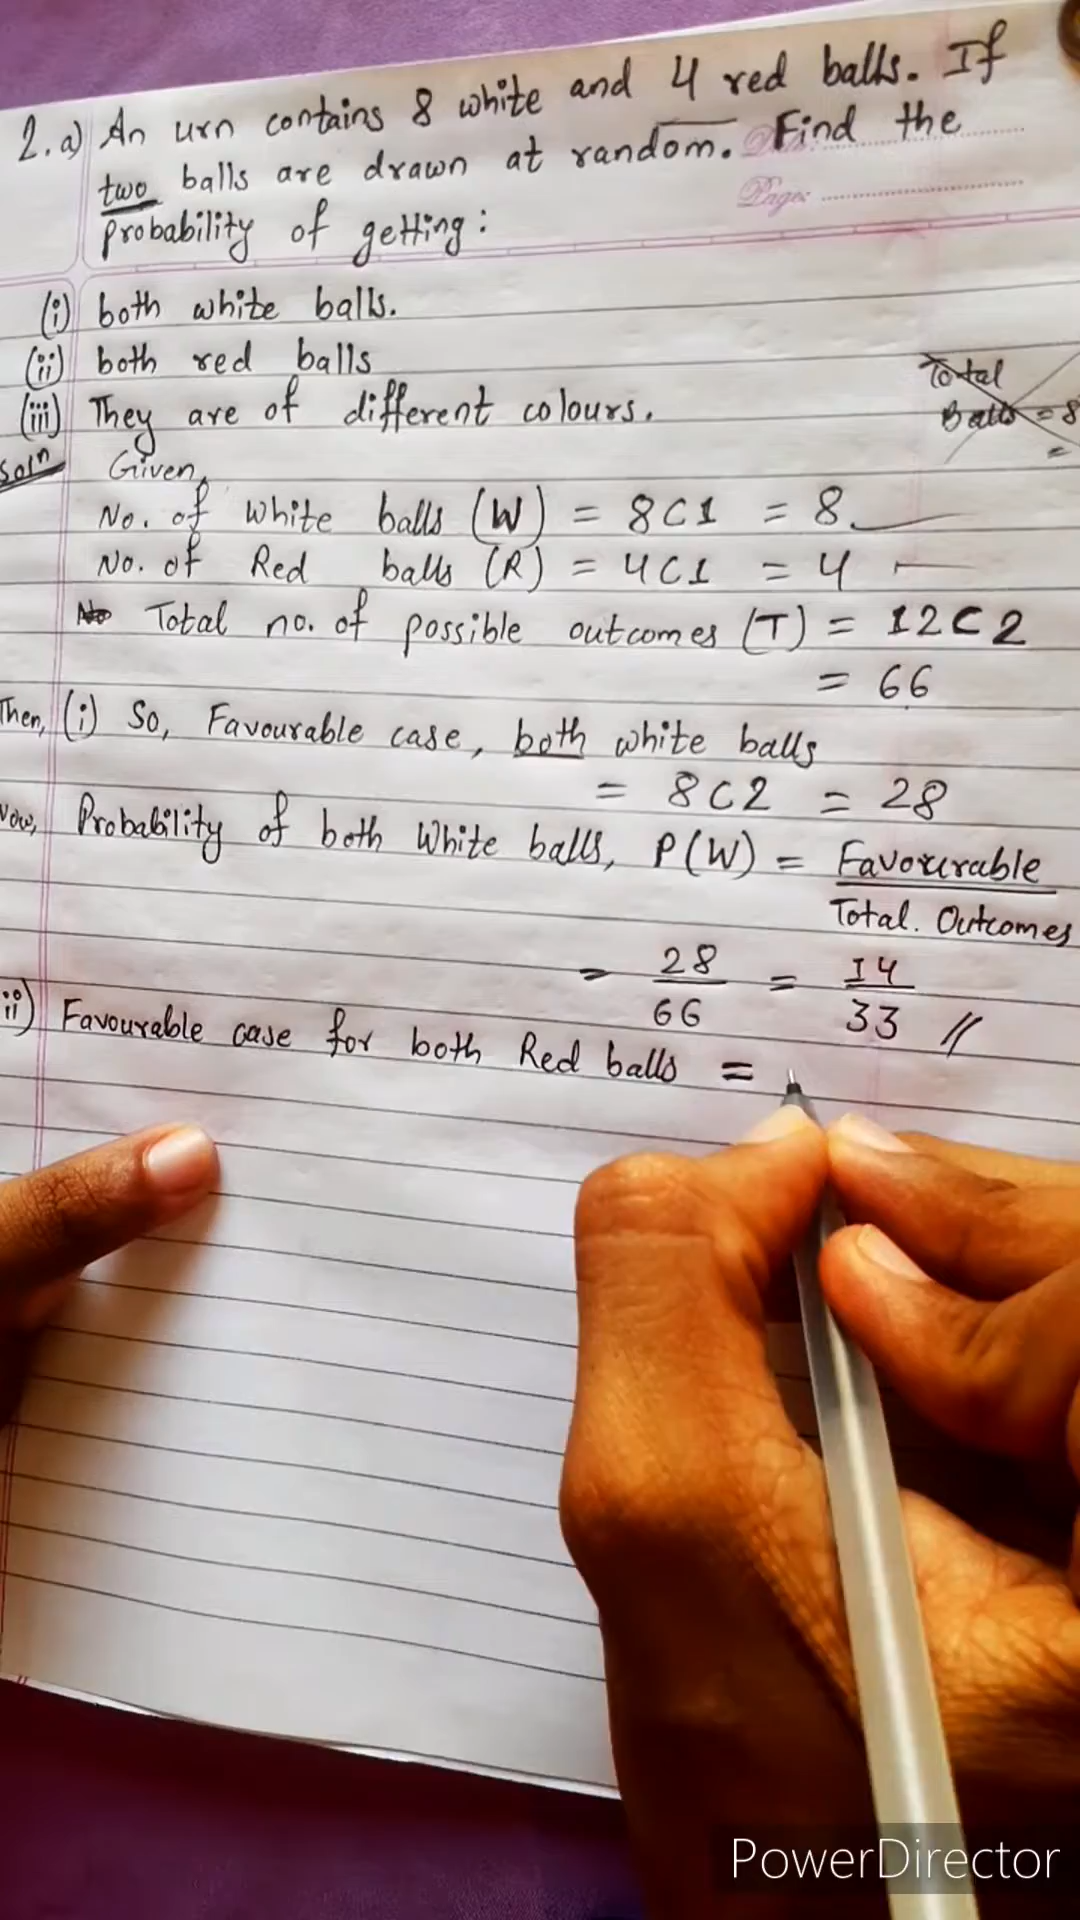 2.a) An urn contains 8 white and 4 red balls. If
two balls are drawn at random. Find the
Page:
probability of getting:
(i) both white balls.
(ii) both red balls
(iii) They are of different colours.
Total
Balls = 8
=
Soln Given,
No. of White balls (W) = 8C1 = 8
No. of Red balls (R) = 4C1 = 4
No Total no. of possible outcomes (T) = 12C2
= 66
Then, (i) So, Favourable case, both white balls
= 8C2 = 28
Now, Probability of both White balls, P(W) = Favourable
Total. Outcomes
= 28/66 = 14/33 //
ii) Favourable case for both Red balls =
PowerDirector